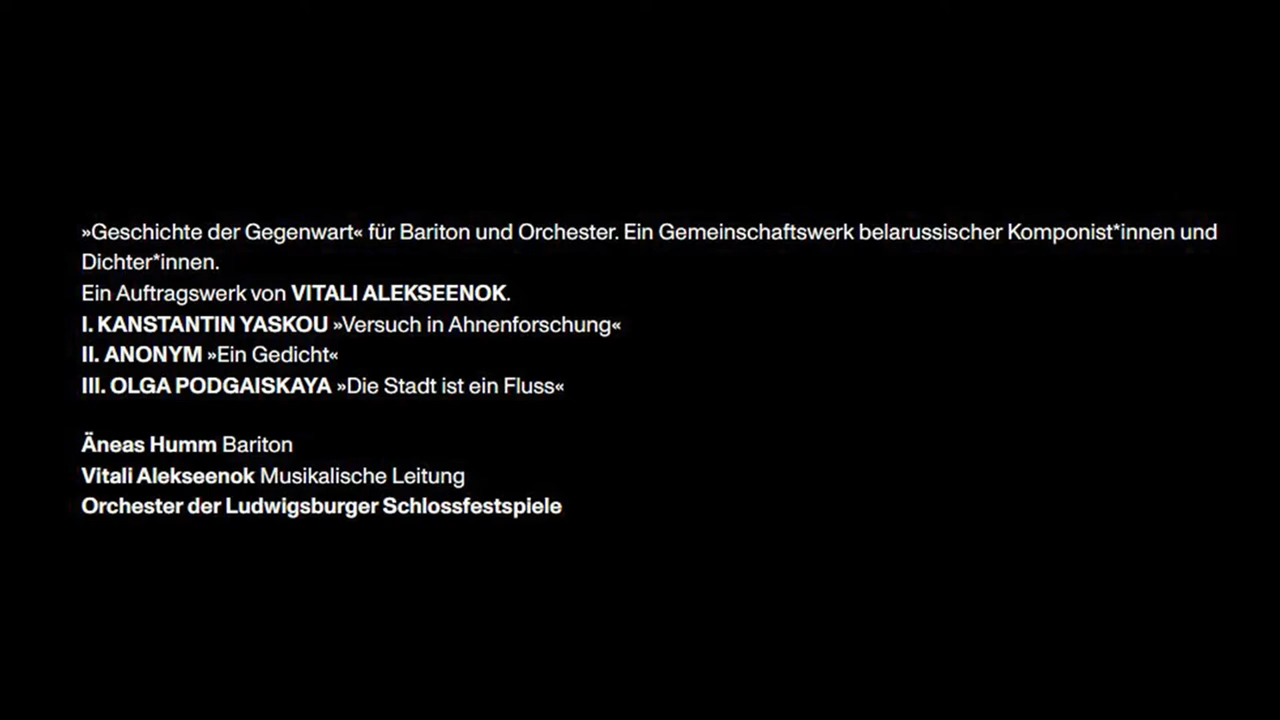 »Geschichte der Gegenwart« für Bariton und Orchester. Ein Gemeinschaftswerk belarussischer Komponist*innen und
Dichter*innen.
Ein Auftragswerk von VITALI ALEKSEENOK.
I. KANSTANTIN YASKOU »Versuch in Ahnenforschung«
II. ANONYM »Ein Gedicht«
III. OLGA PODGAISKAYA »Die Stadt ist ein Fluss«
Äneas Humm Bariton
Vitali Alekseenok Musikalische Leitung
Orchester der Ludwigsburger Schlossfestspiele